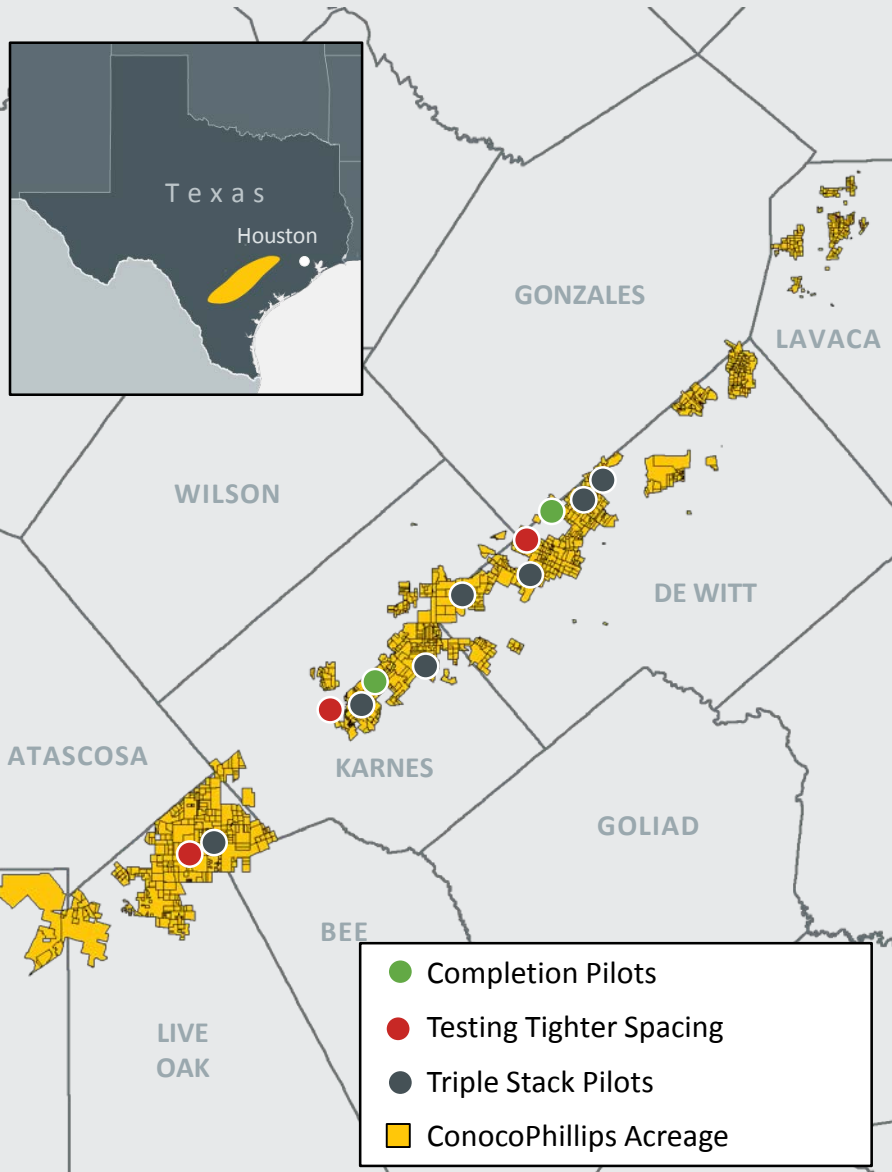 Texas
Houston
GONZALES
LAVACA
WILSON
DE WITT
ATASCOSA
KARNES
GOLIAD
BEE
LIVE
OAK
Completion Pilots
Testing Tighter Spacing
Triple Stack Pilots
ConocoPhillips Acreage